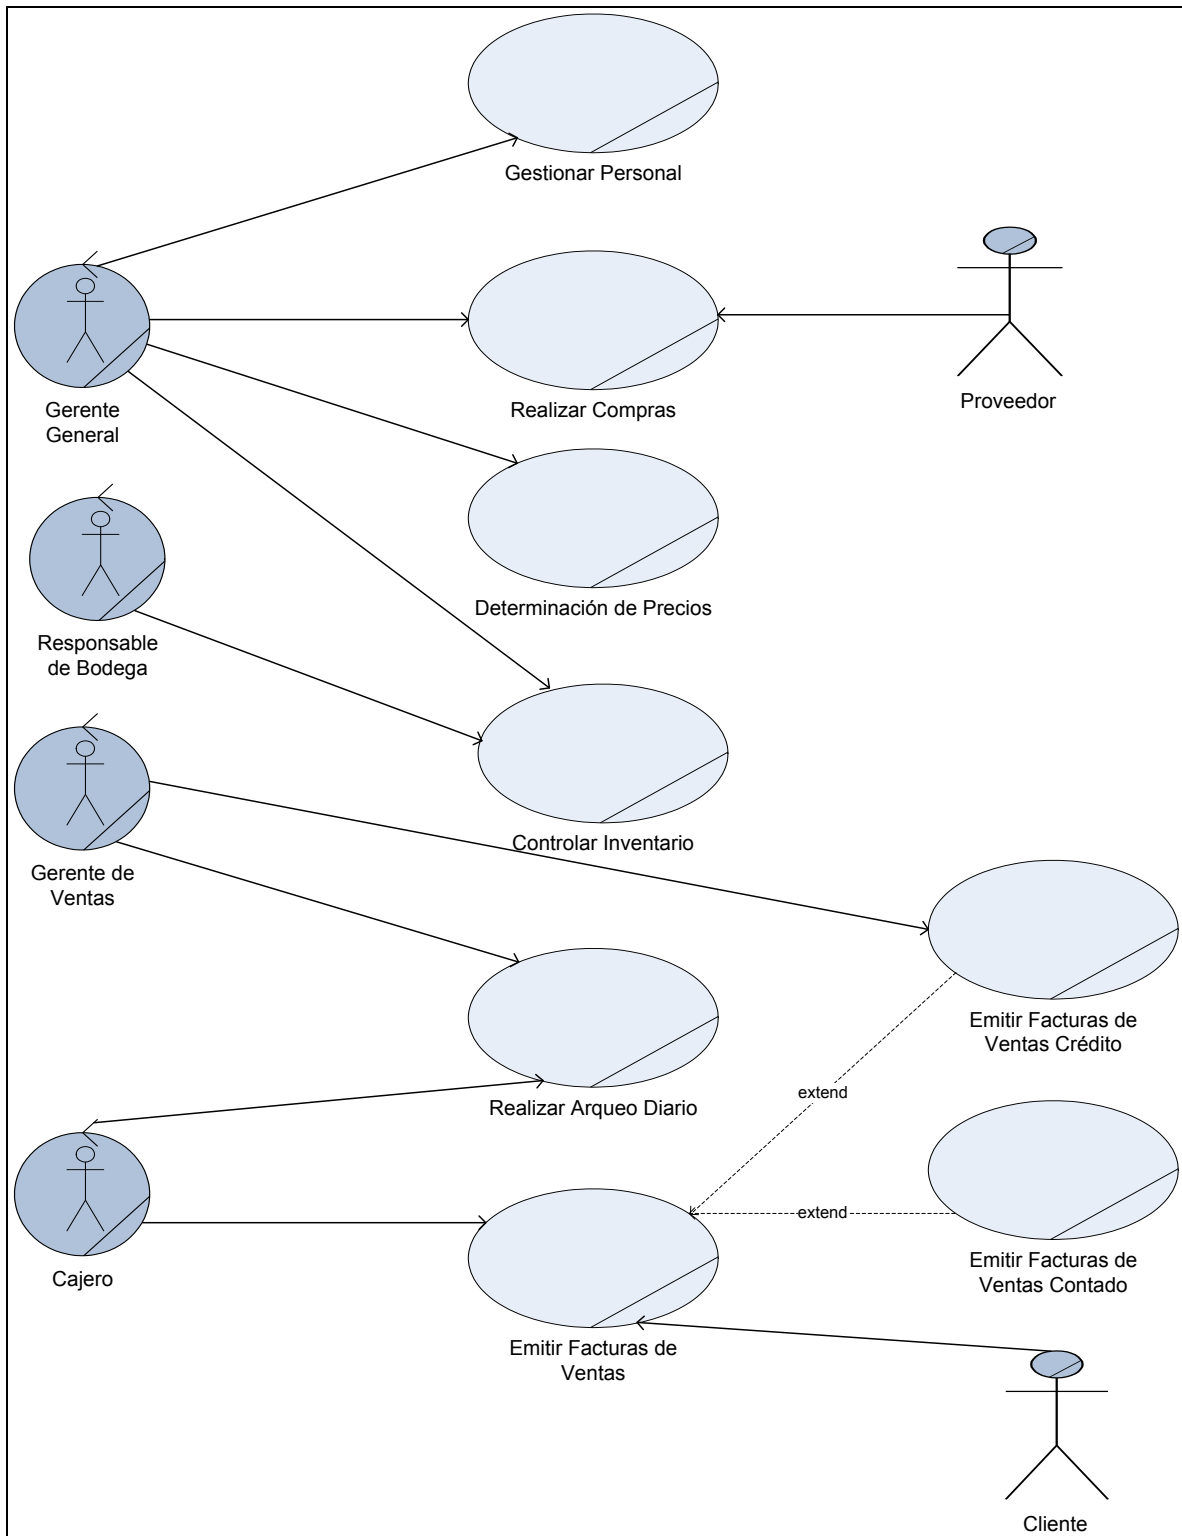 Gestionar Personal
Gerente
General
Realizar Compras
Proveedor
Determinación de Precios
Responsable
de Bodega
Controlar Inventario
Gerente de
Ventas
Emitir Facturas de
Ventas Crédito
Realizar Arqueo Diario
extend
extend
Cajero
Emitir Facturas de
Ventas Contado
Emitir Facturas de
Ventas
Cliente